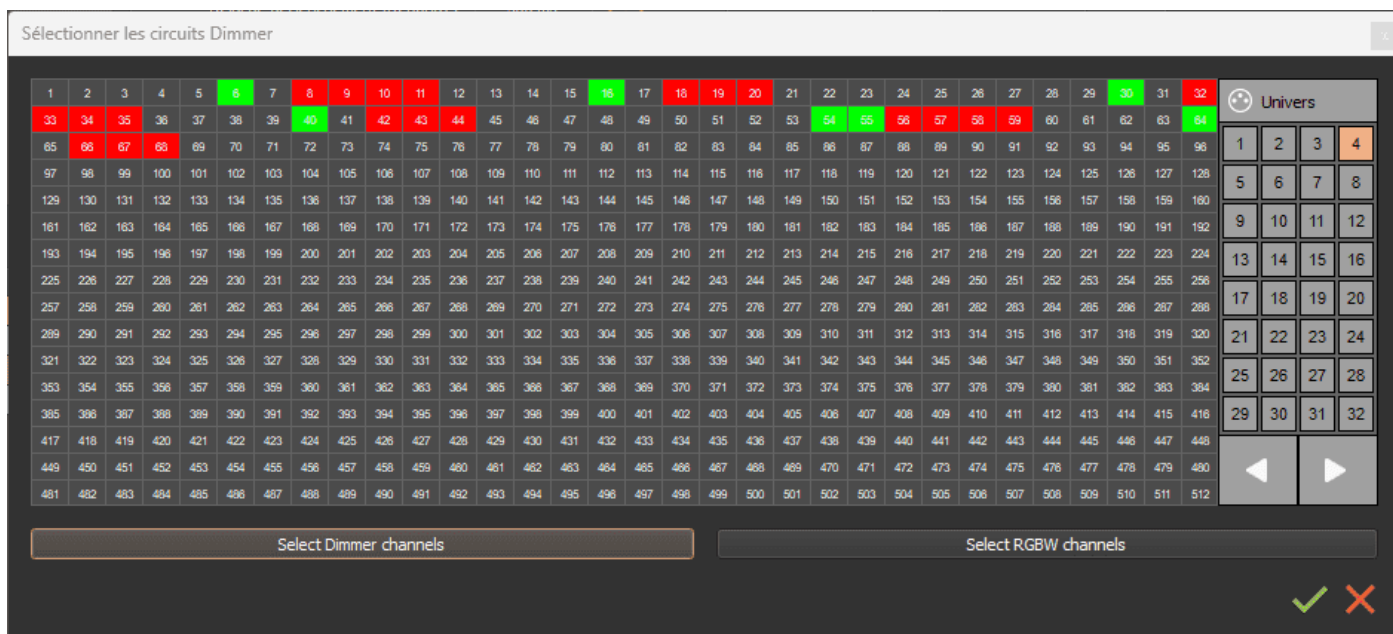 Sélectionner les circuits Dimmer
1 2 3 4 5 6 7 8 9 10 11 12 13 14 15 16 17 18 19 20 21 22 23 24 25 26 27 28 29 30 31 32
33 34 35 36 37 38 39 40 41 42 43 44 45 46 47 48 49 50 51 52 53 54 55 56 57 58 59 60 61 62 63 64
65 66 67 68 69 70 71 72 73 74 75 76 77 78 79 80 81 82 83 84 85 86 87 88 89 90 91 92 93 94 95 96
97 98 99 100 101 102 103 104 105 106 107 108 109 110 111 112 113 114 115 116 117 118 119 120 121 122 123 124 125 126 127 128
129 130 131 132 133 134 135 136 137 138 139 140 141 142 143 144 145 146 147 148 149 150 151 152 153 154 155 156 157 158 159 160
161 162 163 164 165 166 167 168 169 170 171 172 173 174 175 176 177 178 179 180 181 182 183 184 185 186 187 188 189 190 191 192
193 194 195 196 197 198 199 200 201 202 203 204 205 206 207 208 209 210 211 212 213 214 215 216 217 218 219 220 221 222 223 224
225 226 227 228 229 230 231 232 233 234 235 236 237 238 239 240 241 242 243 244 245 246 247 248 249 250 251 252 253 254 255 256
257 258 259 260 261 262 263 264 265 266 267 268 269 270 271 272 273 274 275 276 277 278 279 280 281 282 283 284 285 286 287 288
289 290 291 292 293 294 295 296 297 298 299 300 301 302 303 304 305 306 307 308 309 310 311 312 313 314 315 316 317 318 319 320
321 322 323 324 325 326 327 328 329 330 331 332 333 334 335 336 337 338 339 340 341 342 343 344 345 346 347 348 349 350 351 352
353 354 355 356 357 358 359 360 361 362 363 364 365 366 367 368 369 370 371 372 373 374 375 376 377 378 379 380 381 382 383 384
385 386 387 388 389 390 391 392 393 394 395 396 397 398 399 400 401 402 403 404 405 406 407 408 409 410 411 412 413 414 415 416
417 418 419 420 421 422 423 424 425 426 427 428 429 430 431 432 433 434 435 436 437 438 439 440 441 442 443 444 445 446 447 448
449 450 451 452 453 454 455 456 457 458 459 460 461 462 463 464 465 466 467 468 469 470 471 472 473 474 475 476 477 478 479 480
481 482 483 484 485 486 487 488 489 490 491 492 493 494 495 496 497 498 499 500 501 502 503 504 505 506 507 508 509 510 511 512
Univers
1 2 3 4
5 6 7 8
9 10 11 12
13 14 15 16
17 18 19 20
21 22 23 24
25 26 27 28
29 30 31 32
Select Dimmer channels
Select RGBW channels